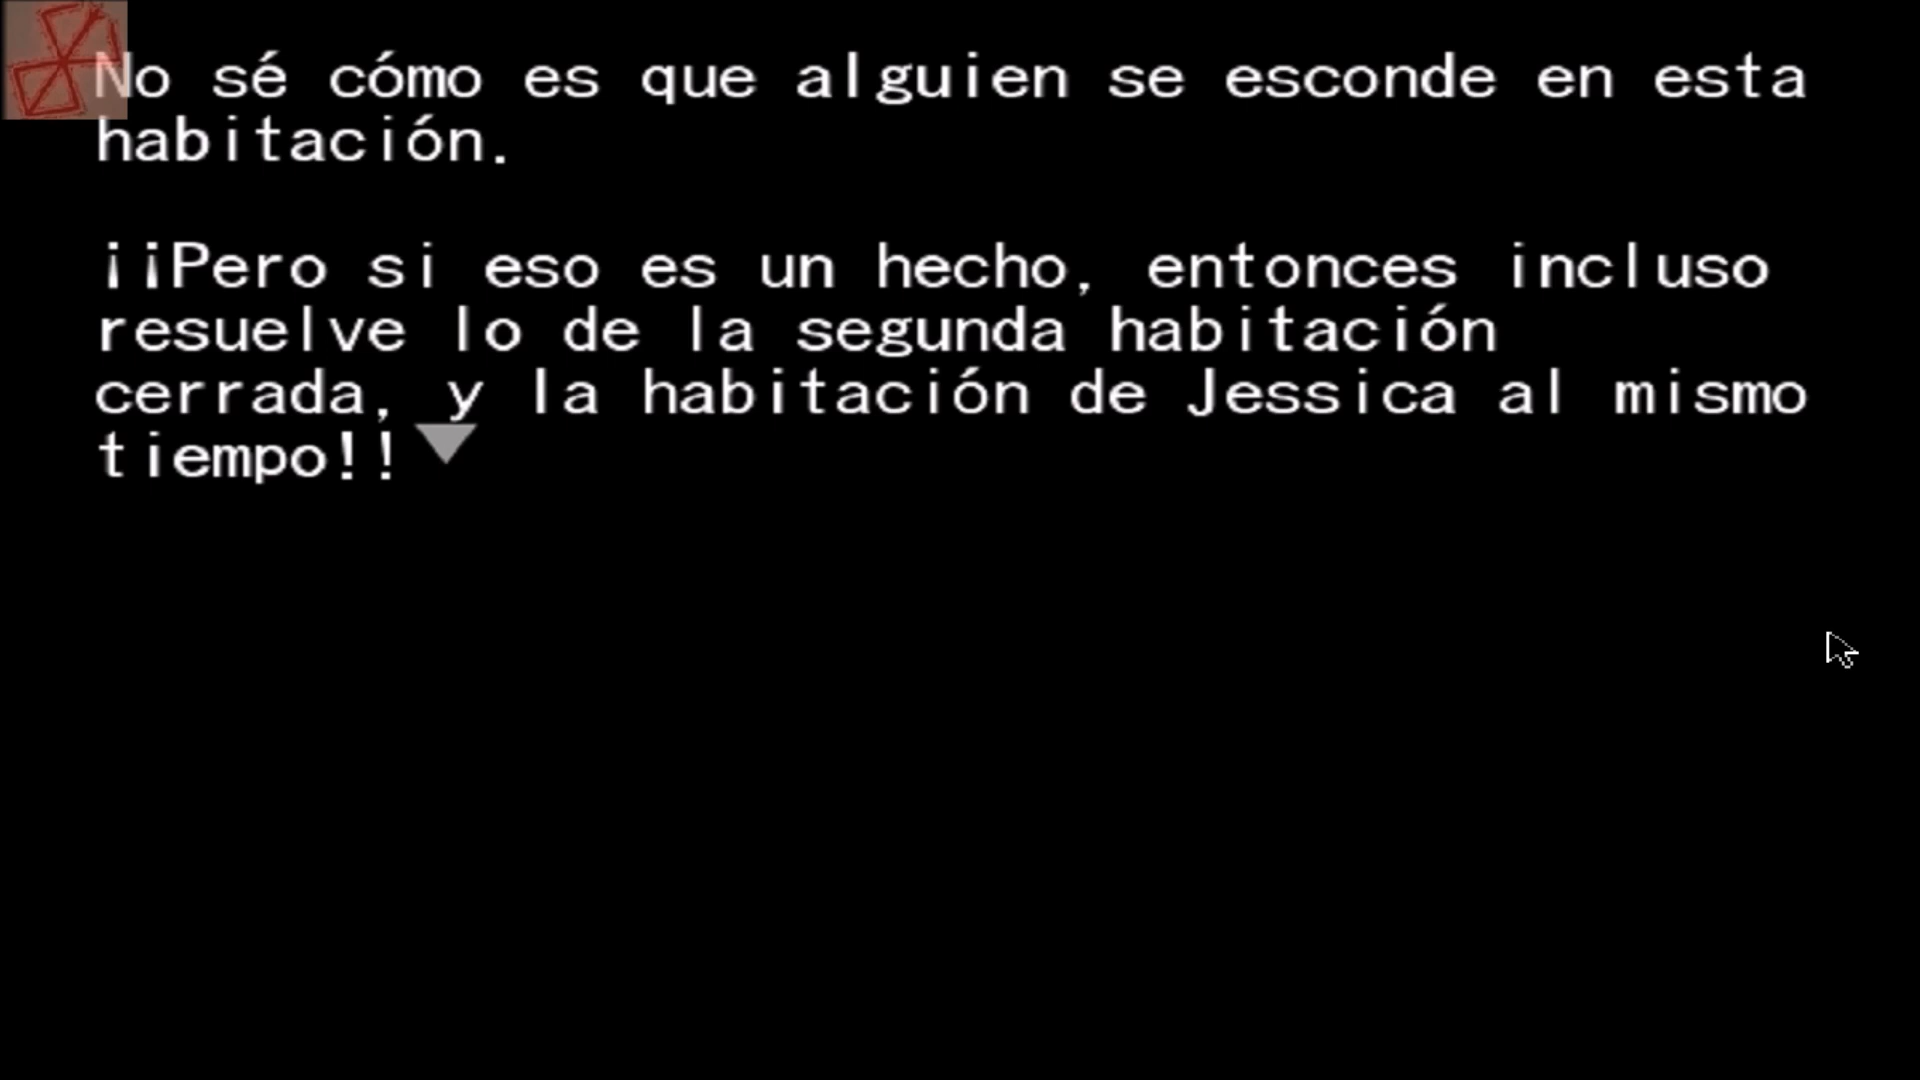 No sé cómo es que alguien se esconde en esta
habitación.
¡¡Pero si eso es un hecho, entonces incluso
resuelve lo de la segunda habitación
cerrada, y la habitación de Jessica al mismo
tiempo!!